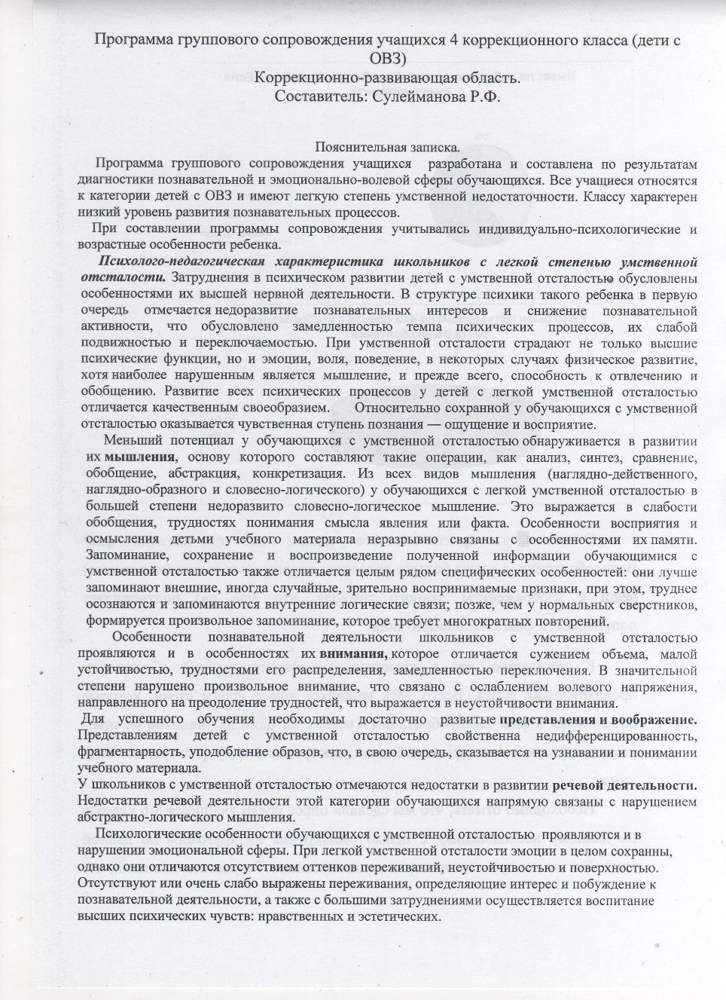 Программа группового сопровождения учащихся 4 коррекционного класса (дети с
ОВЗ)
Коррекционно-развивающая область.
Составитель: Сулейманова Р.Ф.
Пояснительная записка.
Программа группового сопровождения учащихся разработана и составлена по результатам
диагностики познавательной и эмоционально-волевой сферы обучающихся. Все учащиеся относятся
к категории детей с ОВЗ и имеют легкую степень умственной недостаточности. Классу характерен
низкий уровень развития познавательных процессов.
При составлении программы сопровождения учитывались индивидуально-психологические и
возрастные особенности ребенка.
Психолого-педагогическая характеристика школьников с легкой степенью умственной
отсталости. Затруднения в психическом развитии детей с умственной отсталостью обусловлены
особенностями их высшей нервной деятельности. В структуре психики такого ребенка в первую
очередь отмечается недоразвитие познавательных интересов и снижение познавательной
активности, что обусловлено замедленностью темпа психических процессов, их слабой
подвижностью и переключаемостью. При умственной отсталости страдают не только высшие
психические функции, но и эмоции, воля, поведение, в некоторых случаях физическое развитие,
хотя наиболее нарушенным является мышление, и прежде всего, способность к отвлечению и
обобщению. Развитие всех психических процессов у детей с легкой умственной отсталостью
отличается качественным своеобразием. Относительно сохранной у обучающихся с умственной
отсталостью оказывается чувственная ступень познания — ощущение и восприятие.
Меньший потенциал у обучающихся с умственной отсталостью обнаруживается в развитии
их мышления, основу которого составляют такие операции, как анализ, синтез, сравнение,
обобщение, абстракция, конкретизация. Из всех видов мышления (наглядно-действенного,
наглядно-образного и словесно-логического) у обучающихся с легкой умственной отсталостью в
большей степени недоразвито словесно-логическое мышление. Это выражается в слабости
обобщения, трудностях понимания смысла явления или факта. Особенности восприятия и
осмысления детьми учебного материала неразрывно связаны с особенностями их памяти.
Запоминание, сохранение и воспроизведение полученной информации обучающимися с
умственной отсталостью также отличается целым рядом специфических особенностей: они лучше
запоминают внешние, иногда случайные, зрительно воспринимаемые признаки, при этом, труднее
осознаются и запоминаются внутренние логические связи; позже, чем у нормальных сверстников,
формируется произвольное запоминание, которое требует многократных повторений.
Особенности познавательной деятельности школьников с умственной отсталостью
проявляются и в особенностях их внимания, которое отличается сужением объема, малой
устойчивостью, трудностями его распределения, замедленностью переключения. В значительной
степени нарушено произвольное внимание, что связано с ослаблением волевого напряжения,
направленного на преодоление трудностей, что выражается в неустойчивости внимания.
Для успешного обучения необходимы достаточно развитые представления и воображение.
Представлениям детей с умственной отсталостью свойственна недифференцированность,
фрагментарность, уподобление образов, что, в свою очередь, сказывается на узнавании и понимании
учебного материала.
У школьников с умственной отсталостью отмечаются недостатки в развитии речевой деятельности.
Недостатки речевой деятельности этой категории обучающихся напрямую связаны с нарушением
абстрактно-логического мышления.
Психологические особенности обучающихся с умственной отсталостью проявляются и в
нарушении эмоциональной сферы. При легкой умственной отсталости эмоции в целом сохранны,
однако они отличаются отсутствием оттенков переживаний, неустойчивостью и поверхностью.
Отсутствуют или очень слабо выражены переживания, определяющие интерес и побуждение к
познавательной деятельности, а также с большими затруднениями осуществляется воспитание
высших психических чувств: нравственных и эстетических.